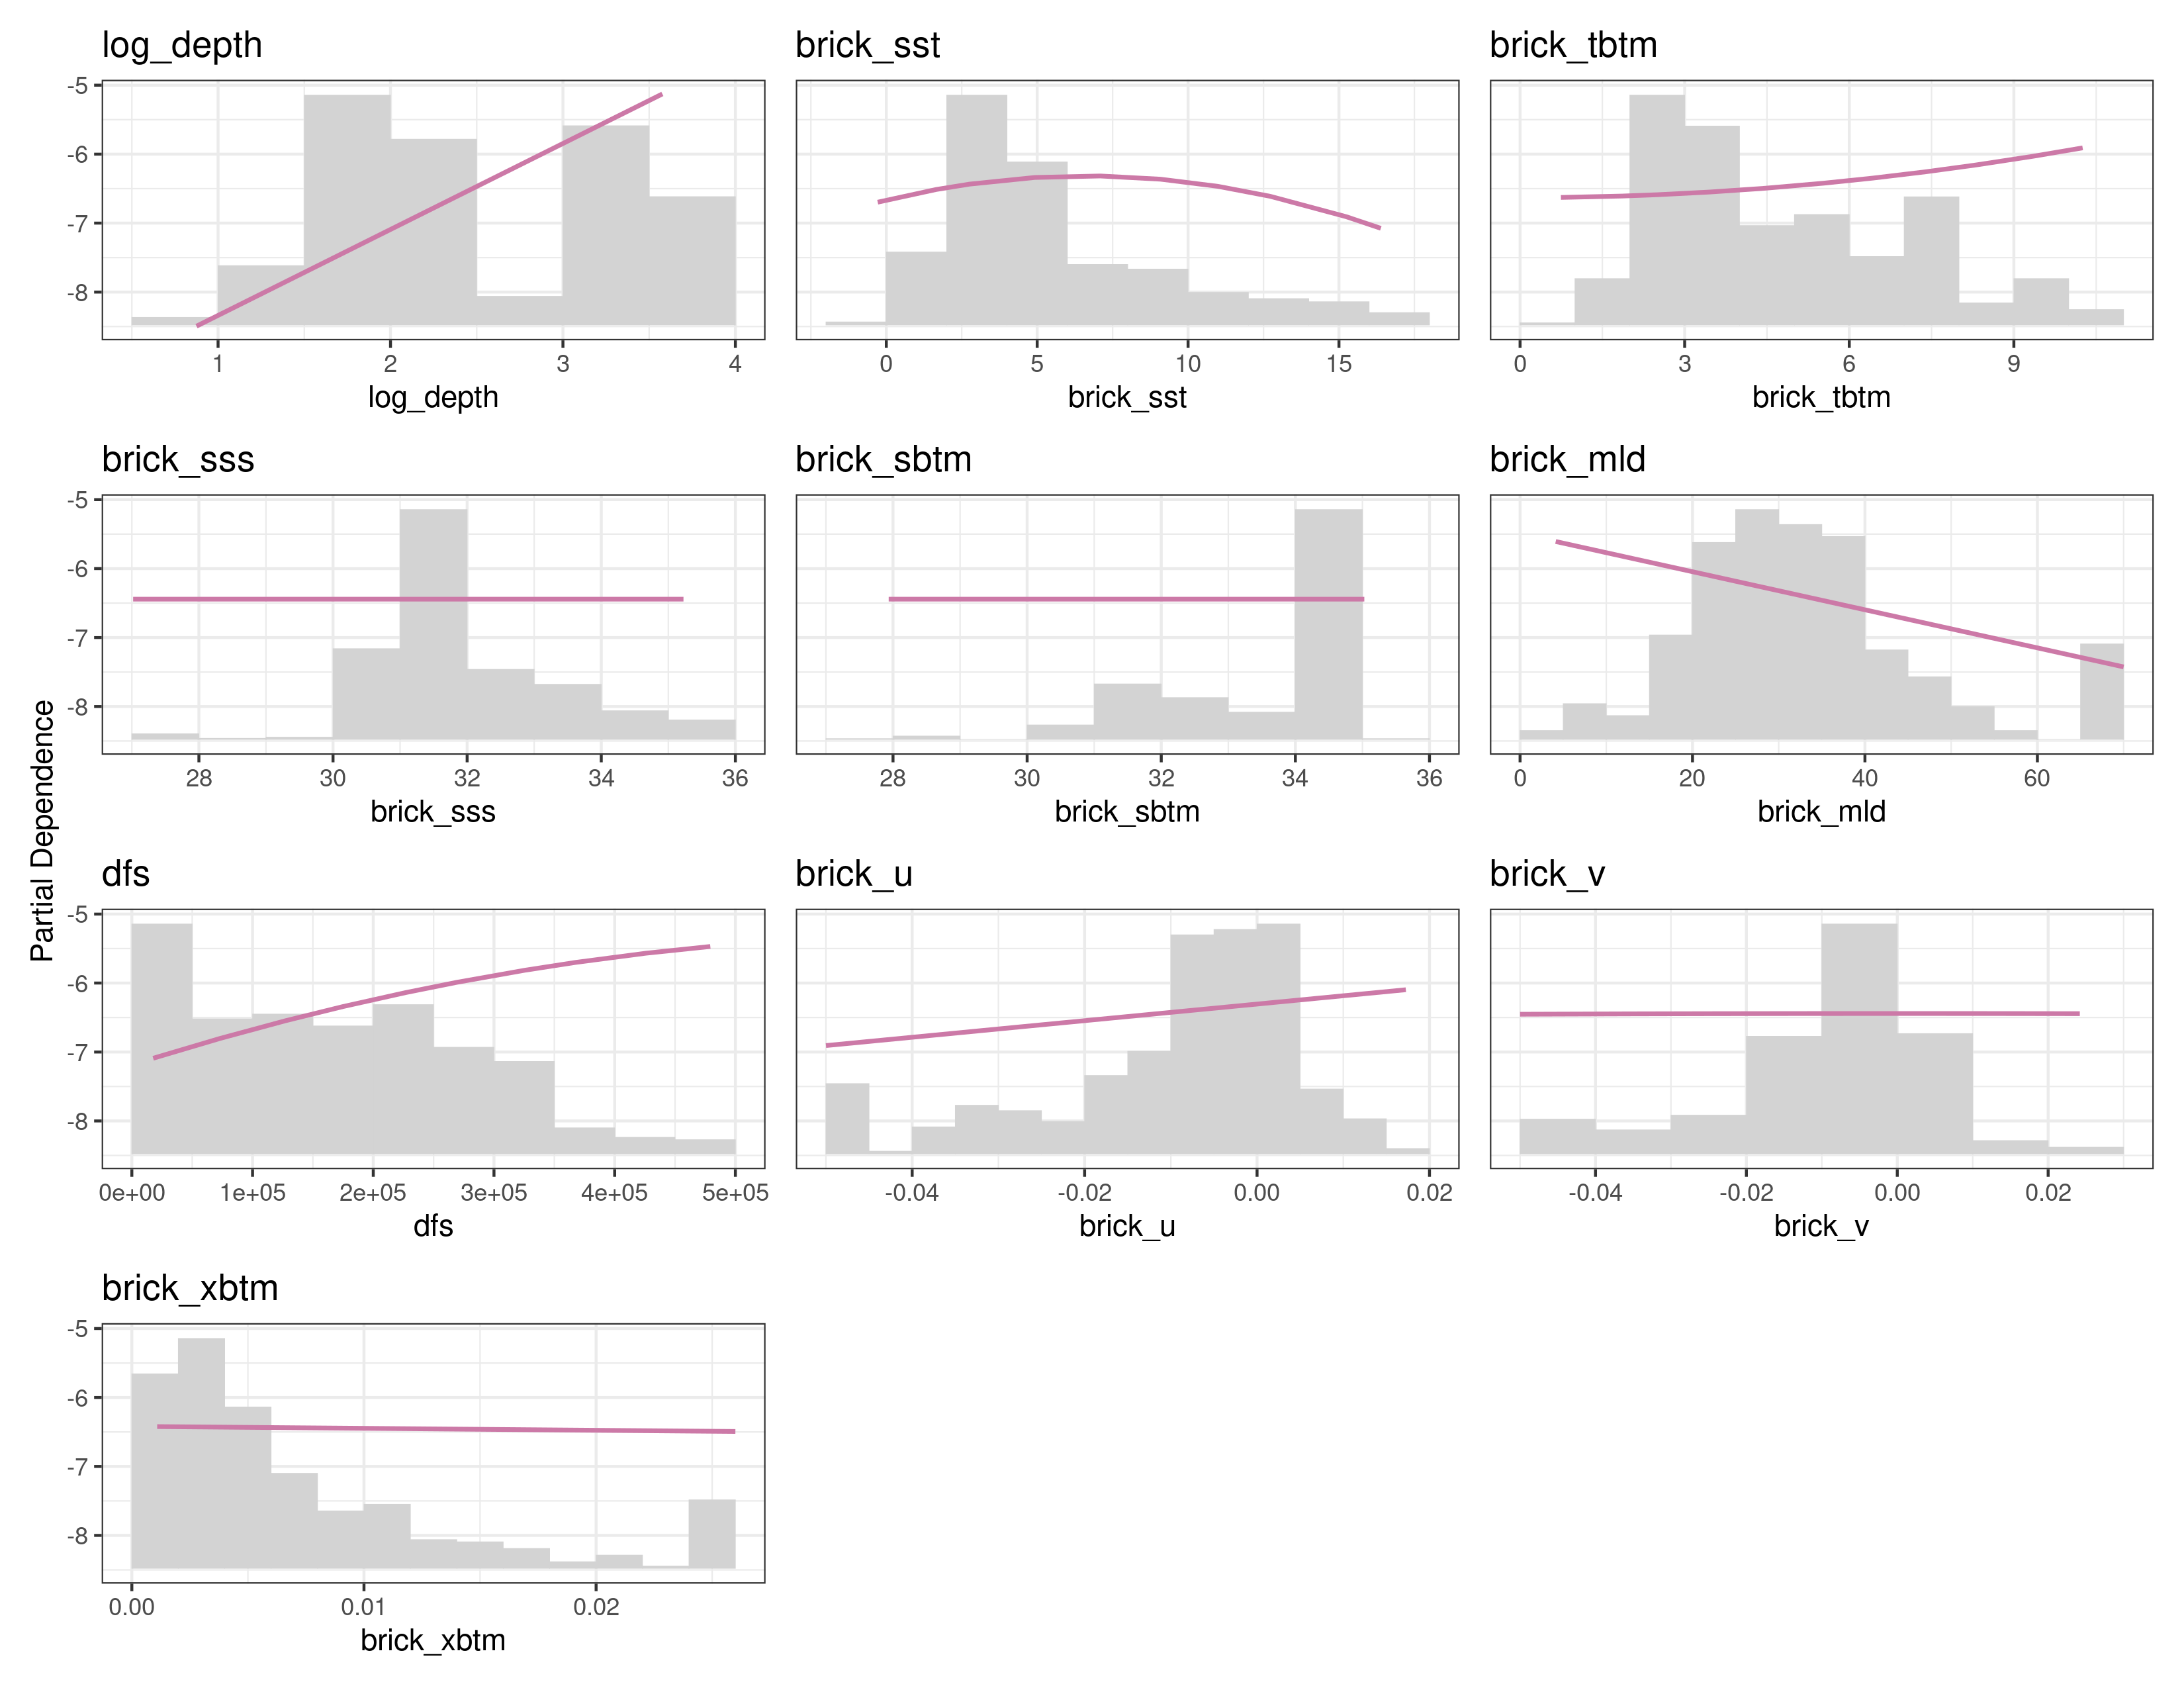 log_depth
brick_sst
brick_tbtm
-5
-6
-7
-8
1 2 3 4
0 5 10 15
0 3 6 9
log_depth
brick_sst
brick_tbtm
brick_sss
brick_sbtm
brick_mld
-5
-6
-7
-8
28 30 32 34 36
28 30 32 34 36
0 20 40 60
brick_sss
brick_sbtm
brick_mld
Partial Dependence
dfs
brick_u
brick_v
-5
-6
-7
-8
0e+00 1e+05 2e+05 3e+05 4e+05 5e+05
-0.04 -0.02 0.00 0.02
-0.04 -0.02 0.00 0.02
dfs
brick_u
brick_v
brick_xbtm
-5
-6
-7
-8
0.00 0.01 0.02
brick_xbtm